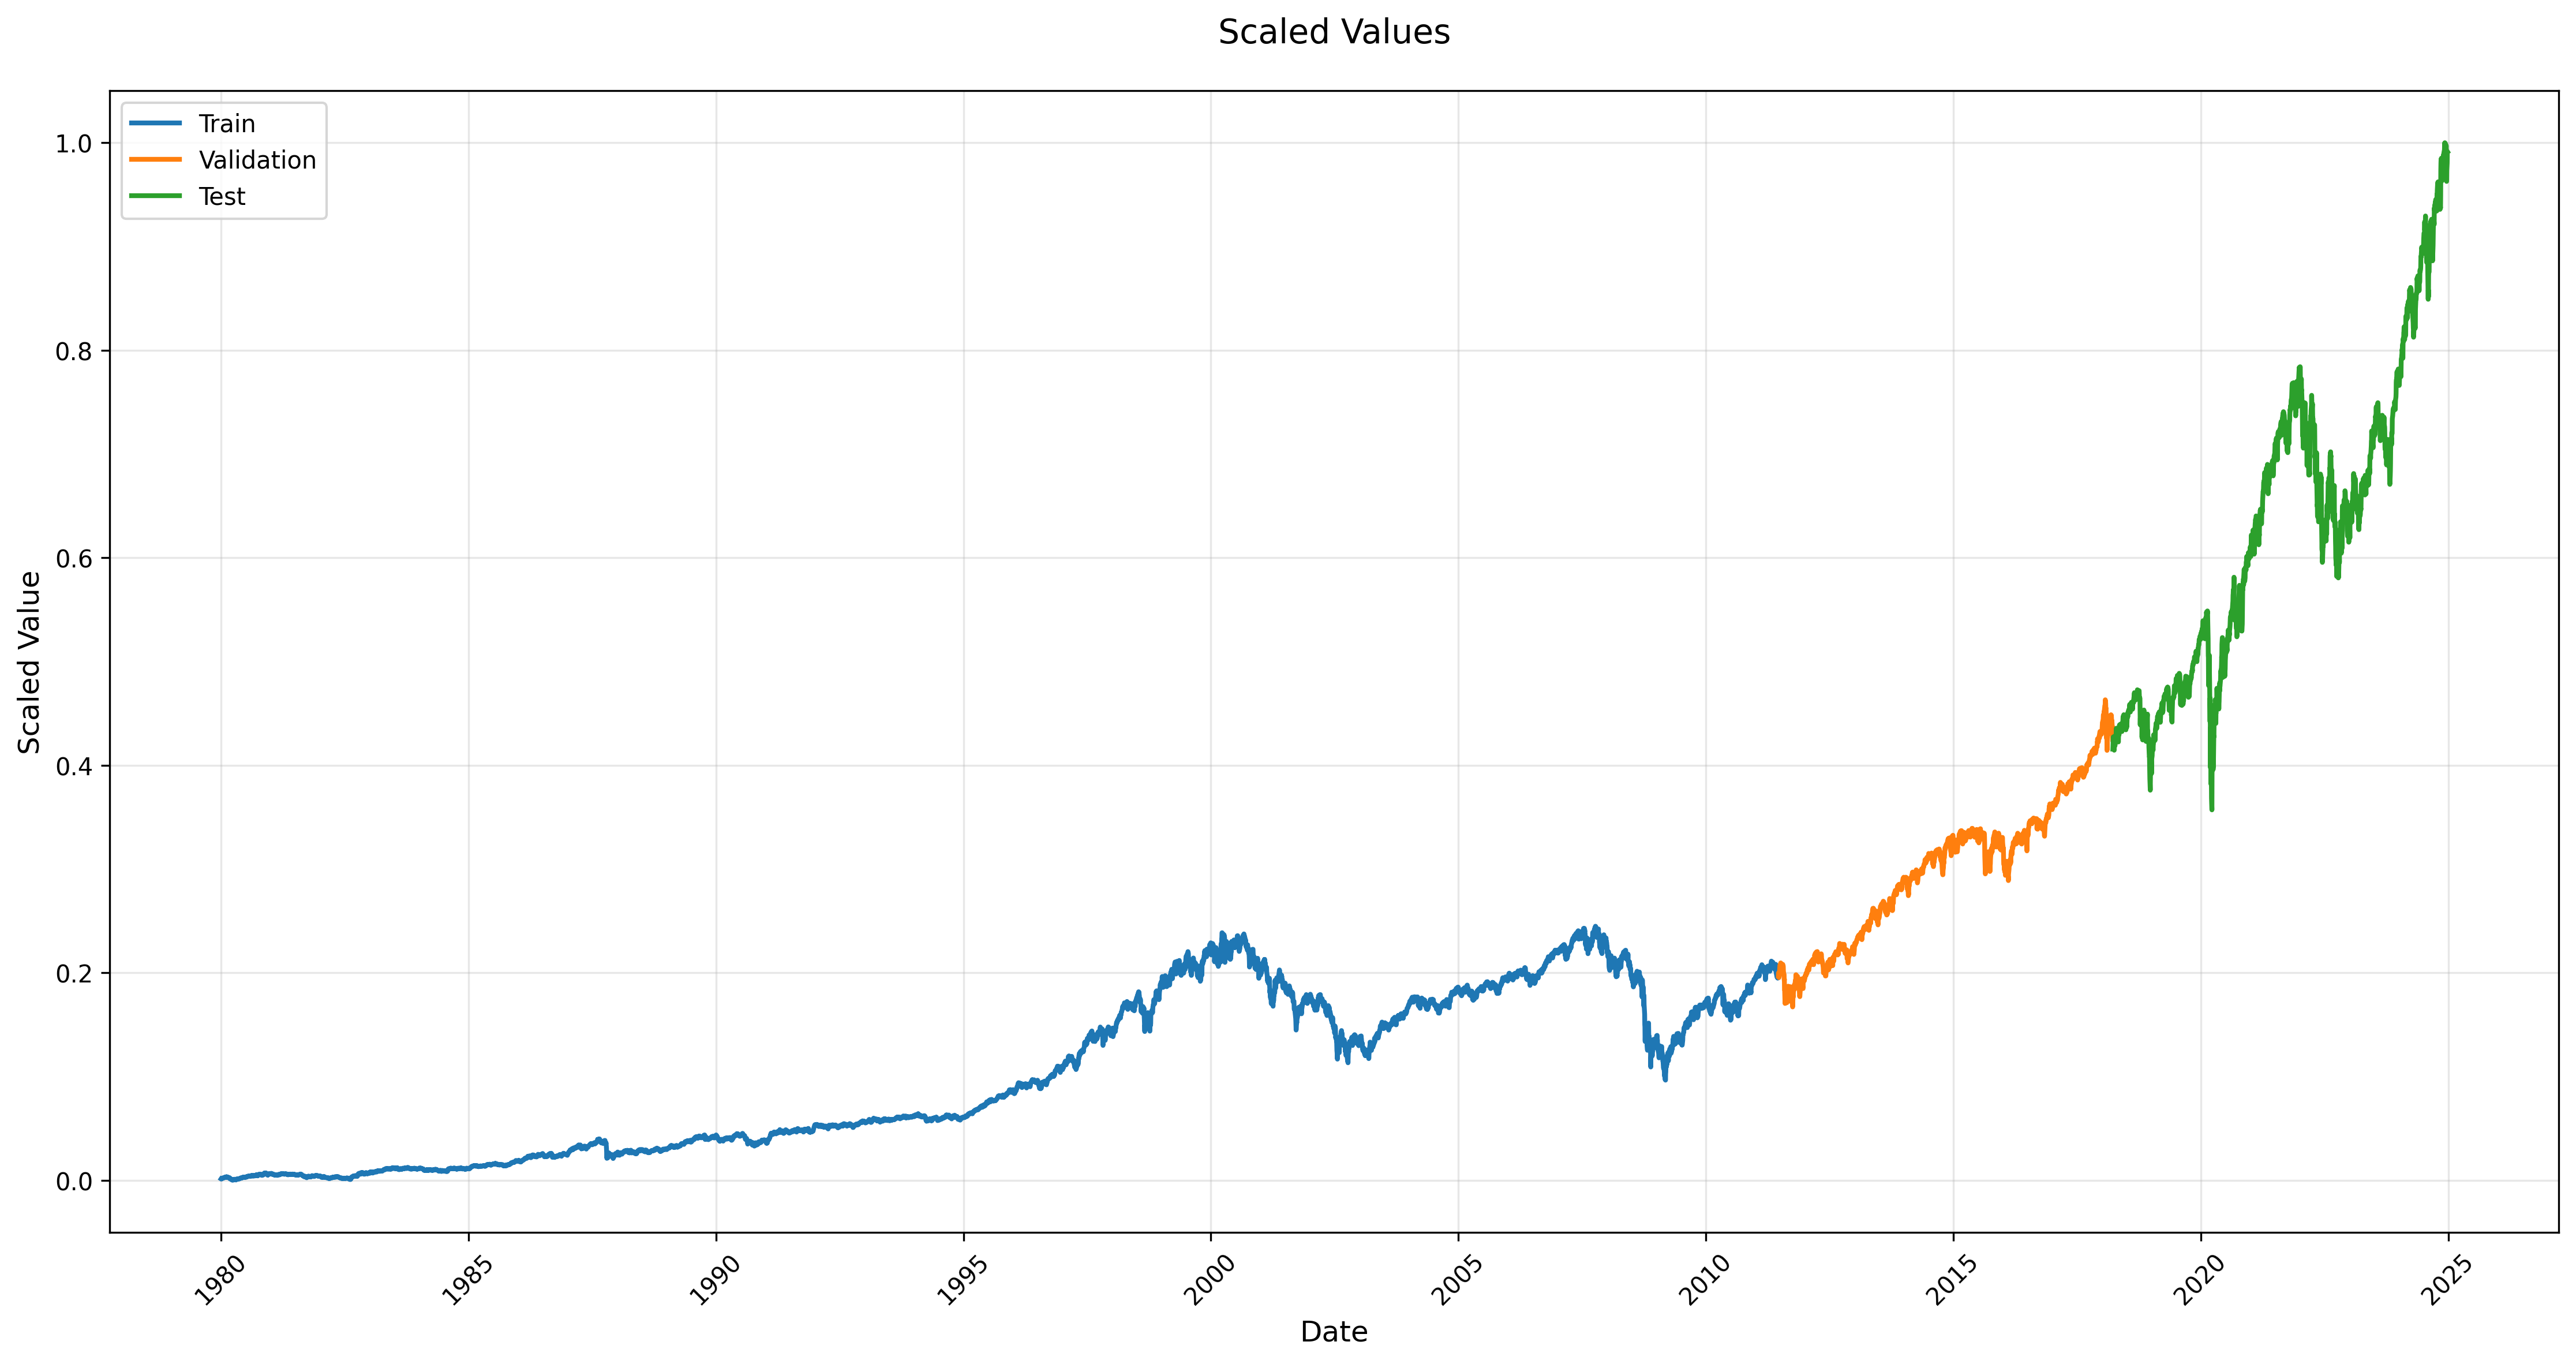 Scaled Values
Train
Validation
Test
Scaled Value
1.0
0.8
0.6
0.4
0.2
0.0
1980 1985 1990 1995 2000 2005 2010 2015 2020 2025
Date